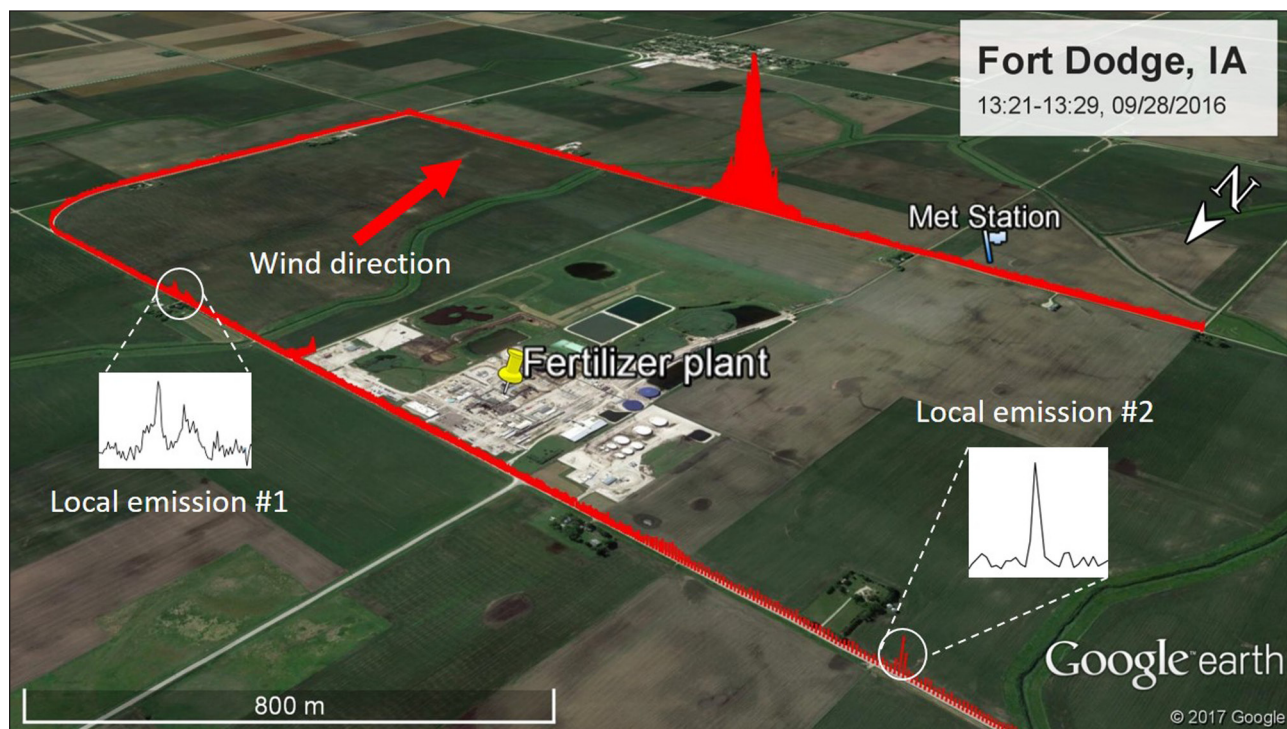 Fort Dodge, IA
13:21-13:29, 09/28/2016
N
Met Station
Wind direction
Fertilizer plant
Local emission #1
Local emission #2
800 m
Google earth
© 2017 Google